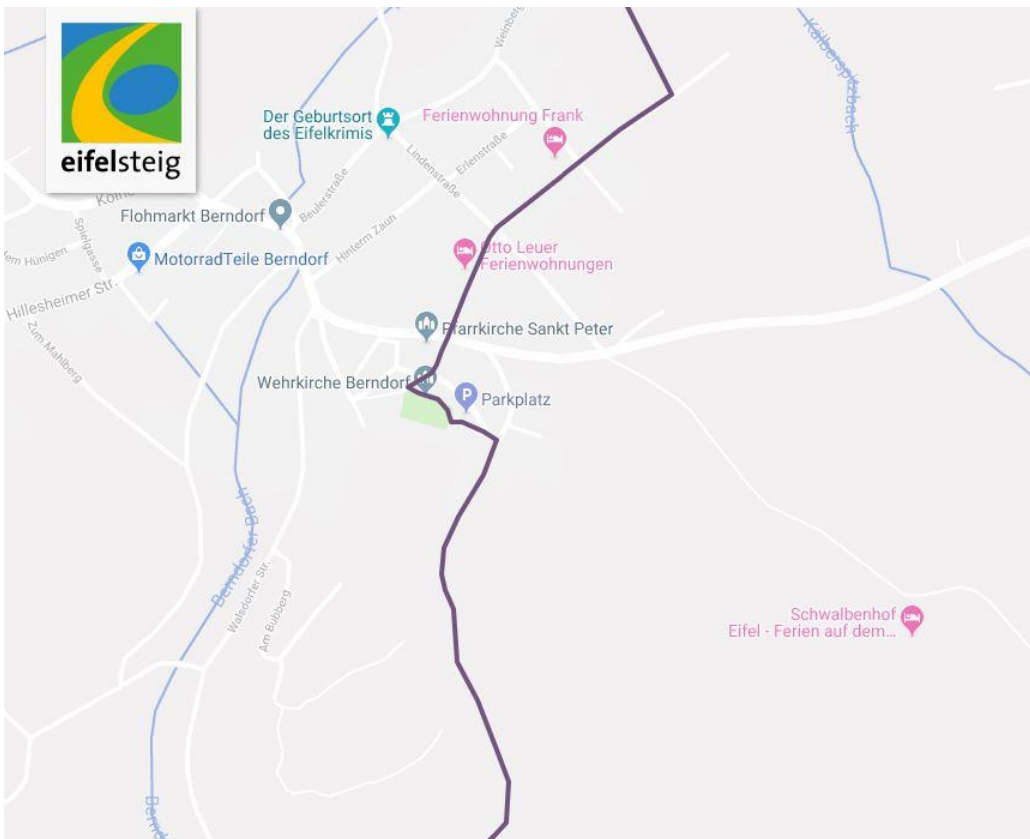 Weinberg
Kälberspitzbach
Der Geburtsort
des Eifelkrimis
Ferienwohnung Frank
eifelsteig
Lindenstraße
Erlenstraße
Flohmarkt Berndorf
Beulerstraße
Spielgasse
Hinterm Zaun
MotorradTeile Berndorf
Otto Leuer
Ferienwohnungen
Hillesheimer Str.
Zum Mahlberg
Pfarrkirche Sankt Peter
Wehrkirche Berndorf
Parkplatz
Berndorfer Bach
Walsdorfer Str.
Am Bubberg
Schwalbenhof
Eifel - Ferien auf dem...